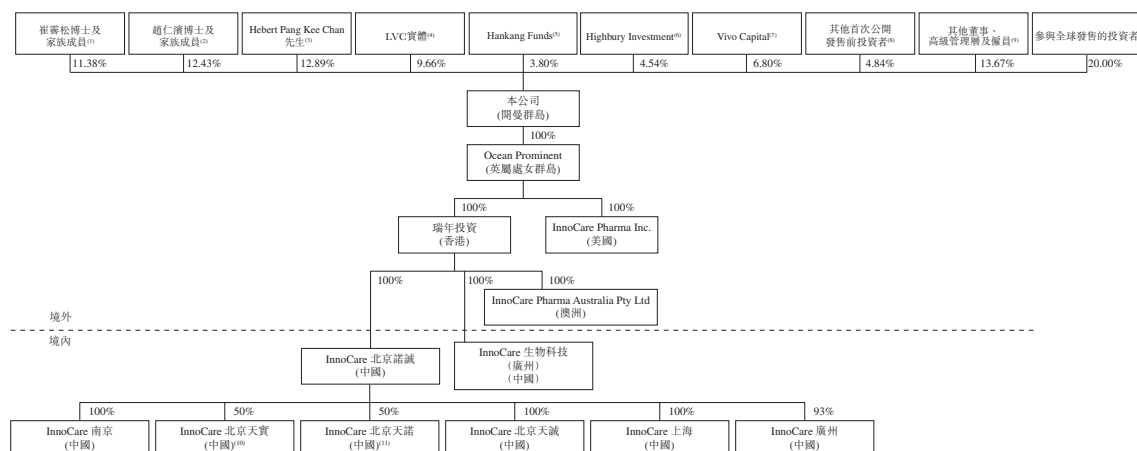 崔霽松博士及
家族成員(1)
趙仁濱博士及
家族成員(2)
Hebert Pang Kee Chan
先生(3)
LVC實體(4)
Hankang Funds(5)
Highbury Investment(6)
Vivo Capital(7)
其他首次公開
發售前投資者(8)
其他董事、
高級管理層及僱員(9)
參與全球發售的投資者
11.38%
12.43%
12.89%
9.66%
3.80%
4.54%
6.80%
4.84%
13.67%
20.00%
本公司
(開曼群島)
100%
Ocean Prominent
(英屬處女群島)
100%
100%
瑞年投資
(香港)
InnoCare Pharma Inc.
(美國)
100%
100%
100%
InnoCare Pharma Australia Pty Ltd
(澳洲)
境外
境內
InnoCare 北京諾誠
(中國)
InnoCare 生物科技
（廣州）
（中國）
100%
50%
50%
100%
100%
93%
InnoCare 南京
(中國)
InnoCare 北京天實
(中國)(10)
InnoCare 北京天諾
(中國)(11)
InnoCare 北京天誠
(中國)
InnoCare 上海
(中國)
InnoCare 廣州
(中國)